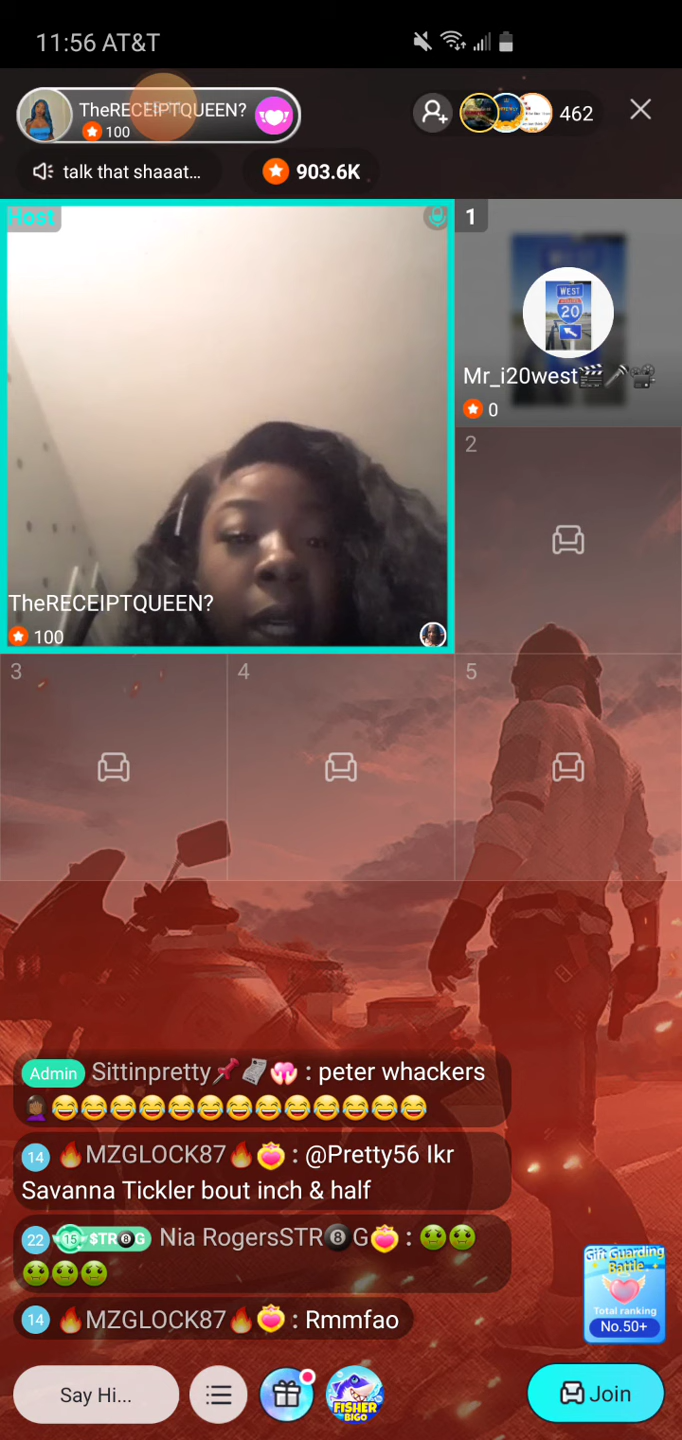 11:56 AT&T
TheRECEIPTQUEEN?
100
462
talk that shaaat...
903.6K
Host
1
WEST
20
Mr_i20west🎬🎤📽
0
2
TheRECEIPTQUEEN?
100
3
4
5
Admin Sittinpretty📌🗞💝 : peter whackers
🤦🏾‍♀️😂😂😂😂😂😂😂😂😂😂😂😂😂
14 🔥MZGLOCK87🔥 : @Pretty56 Ikr
Savanna Tickler bout inch & half
22 15 $TR🎱G Nia RogersSTR🎱G : 🤢🤢
🤢🤢🤢
14 🔥MZGLOCK87🔥 : Rmmfao
Gift Guarding
Battle
Total ranking
No.50+
Say Hi...
FISHER
BIGO
Join